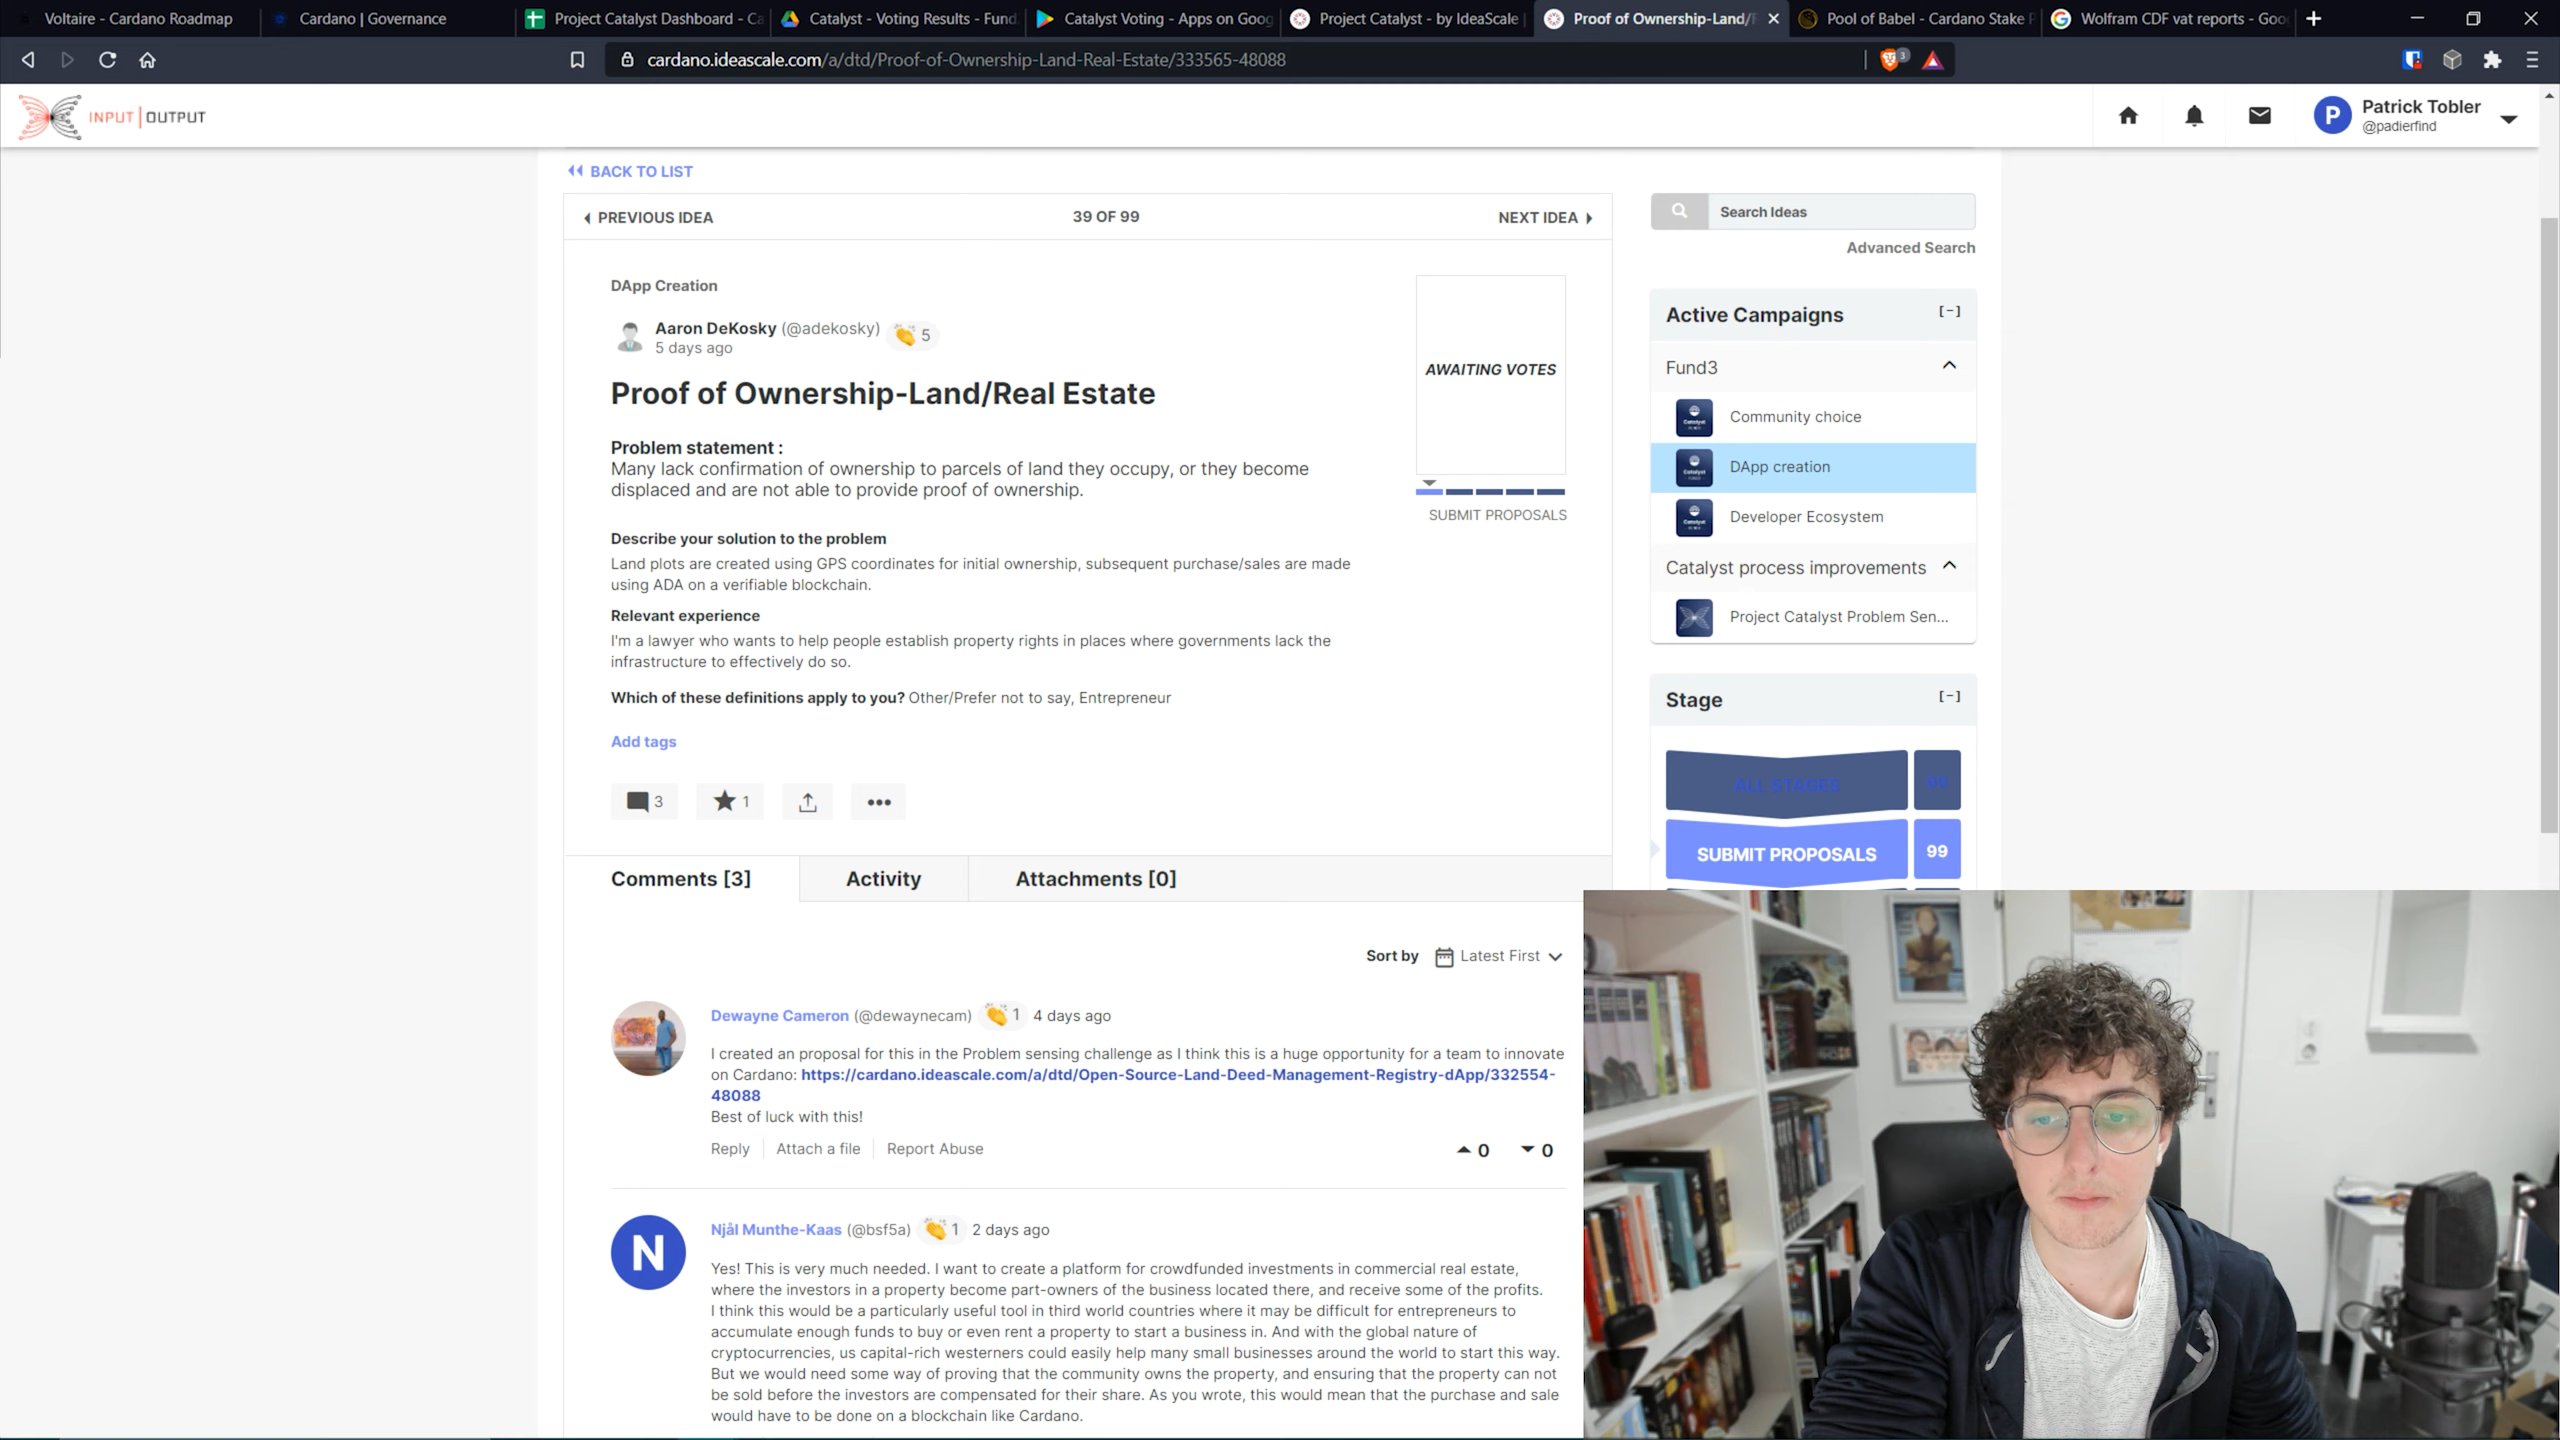 Voltaire - Cardano Roadmap
Cardano | Governance
Project Catalyst Dashboard - Ca
Catalyst - Voting Results - Fund
Catalyst Voting - Apps on Goog
Project Catalyst - by IdeaScale
Proof of Ownership-Land/R
Pool of Babel - Cardano Stake P
Wolfram CDF vat reports - Goo
cardano.ideascale.com/a/dtd/Proof-of-Ownership-Land-Real-Estate/333565-48088
3
INPUT | OUTPUT
P
Patrick Tobler
@padierfind
BACK TO LIST
PREVIOUS IDEA
39 OF 99
NEXT IDEA
Search Ideas
Advanced Search
DApp Creation
Aaron DeKosky (@adekosky) 5
5 days ago
AWAITING VOTES
SUBMIT PROPOSALS
Proof of Ownership-Land/Real Estate
Problem statement :
Many lack confirmation of ownership to parcels of land they occupy, or they become
displaced and are not able to provide proof of ownership.
Describe your solution to the problem
Land plots are created using GPS coordinates for initial ownership, subsequent purchase/sales are made
using ADA on a verifiable blockchain.
Relevant experience
I'm a lawyer who wants to help people establish property rights in places where governments lack the
infrastructure to effectively do so.
Which of these definitions apply to you? Other/Prefer not to say, Entrepreneur
Add tags
3
1
Active Campaigns [-]
Fund3
Community choice
DApp creation
Developer Ecosystem
Catalyst process improvements
Project Catalyst Problem Sen...
Stage [-]
ALL STAGES 99
SUBMIT PROPOSALS 99
Comments [3]
Activity
Attachments [0]
Sort by Latest First
Dewayne Cameron (@dewaynecam) 1 4 days ago
I created an proposal for this in the Problem sensing challenge as I think this is a huge opportunity for a team to innovate
on Cardano: https://cardano.ideascale.com/a/dtd/Open-Source-Land-Deed-Management-Registry-dApp/332554-
48088
Best of luck with this!
Reply Attach a file Report Abuse
0 0
N
Njål Munthe-Kaas (@bsf5a) 1 2 days ago
Yes! This is very much needed. I want to create a platform for crowdfunded investments in commercial real estate,
where the investors in a property become part-owners of the business located there, and receive some of the profits.
I think this would be a particularly useful tool in third world countries where it may be difficult for entrepreneurs to
accumulate enough funds to buy or even rent a property to start a business in. And with the global nature of
cryptocurrencies, us capital-rich westerners could easily help many small businesses around the world to start this way.
But we would need some way of proving that the community owns the property, and ensuring that the property can not
be sold before the investors are compensated for their share. As you wrote, this would mean that the purchase and sale
would have to be done on a blockchain like Cardano.